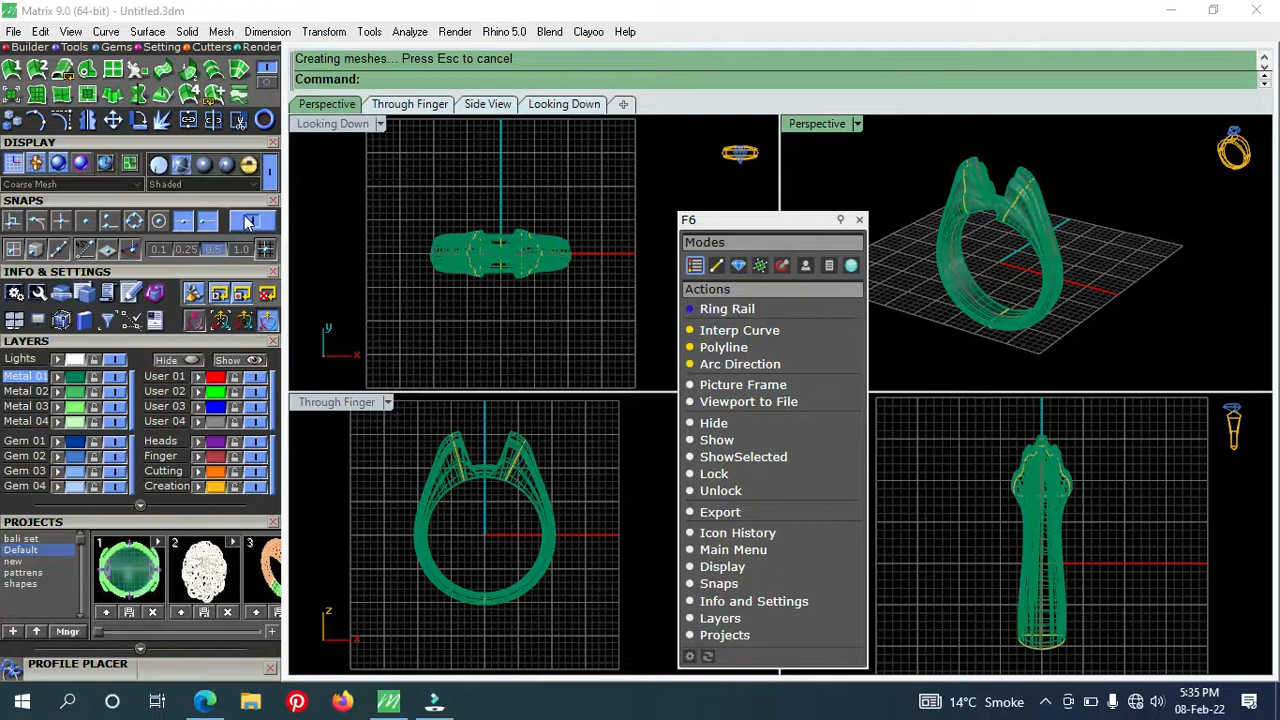 Matrix 9.0 (64-bit) - Untitled.3dm
File Edit View Curve Surface Solid Mesh Dimension Transform Tools Analyze Render Rhino 5.0 Blend Clayoo Help
Builder Tools Gems Setting Cutters Render
Creating meshes... Press Esc to cancel
Command:
Perspective Through Finger Side View Looking Down
Looking Down
Perspective
DISPLAY
Coarse Mesh Shaded
SNAPS
0.1 0.25 0.5 1.0
INFO & SETTINGS
LAYERS
Lights Hide Show
Metal 01 User 01
Metal 02 User 02
Metal 03 User 03
Metal 04 User 04
Gem 01 Heads
Gem 02 Finger
Gem 03 Cutting
Gem 04 Creation
PROJECTS
bali set
Default
new
pattrens
shapes
1 2 3
Mngr
PROFILE PLACER
y
x
Through Finger
z
x
F6
Modes
Actions
Ring Rail
Interp Curve
Polyline
Arc Direction
Picture Frame
Viewport to File
Hide
Show
ShowSelected
Lock
Unlock
Export
Icon History
Main Menu
Display
Snaps
Info and Settings
Layers
Projects
14°C Smoke
5:35 PM
08-Feb-22